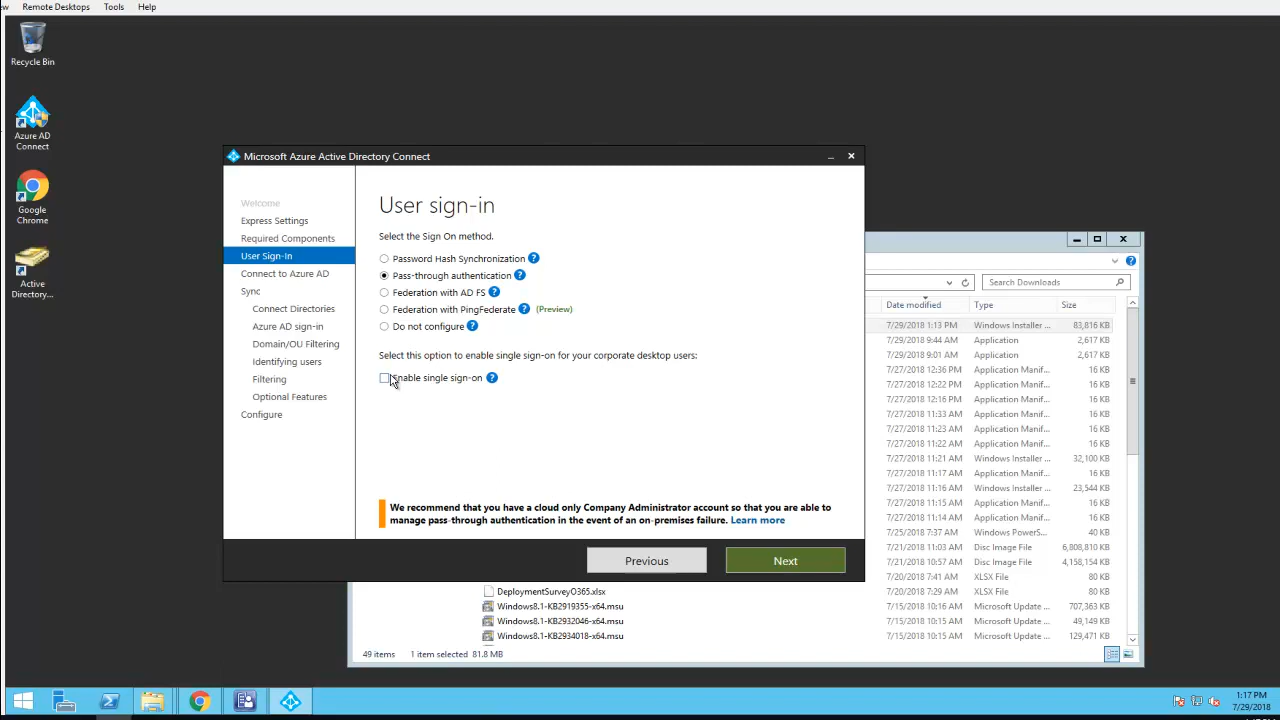 ew Remote Desktops Tools Help
Recycle Bin
Azure AD
Connect
Google
Chrome
Active
Directory...
Microsoft Azure Active Directory Connect
Welcome
Express Settings
Required Components
User Sign-In
Connect to Azure AD
Sync
Connect Directories
Azure AD sign-in
Domain/OU Filtering
Identifying users
Filtering
Optional Features
Configure
User sign-in
Select the Sign On method.
Password Hash Synchronization ?
Pass-through authentication ?
Federation with AD FS ?
Federation with PingFederate ? (Preview)
Do not configure ?
Select this option to enable single sign-on for your corporate desktop users:
Enable single sign-on ?
We recommend that you have a cloud only Company Administrator account so that you are able to
manage pass-through authentication in the event of an on-premises failure. Learn more
Previous Next
Search Downloads
Date modified Type Size
7/29/2018 1:13 PM Windows Installer ... 83,816 KB
7/29/2018 9:44 AM Application 2,617 KB
7/29/2018 9:01 AM Application 2,617 KB
7/27/2018 12:36 PM Application Manif... 16 KB
7/27/2018 12:22 PM Application Manif... 16 KB
7/27/2018 12:16 PM Application Manif... 16 KB
7/27/2018 11:33 AM Application Manif... 16 KB
7/27/2018 11:23 AM Application Manif... 16 KB
7/27/2018 11:22 AM Application Manif... 16 KB
7/27/2018 11:21 AM Windows Installer ... 32,100 KB
7/27/2018 11:17 AM Application Manif... 16 KB
7/27/2018 11:16 AM Windows Installer ... 23,544 KB
7/27/2018 11:15 AM Application Manif... 16 KB
7/27/2018 11:14 AM Application Manif... 16 KB
7/25/2018 7:37 AM Windows PowerS... 40 KB
7/21/2018 11:03 AM Disc Image File 6,808,810 KB
7/21/2018 10:57 AM Disc Image File 4,158,154 KB
7/20/2018 7:41 AM XLSX File 80 KB
DeploymentSurveyO365.xlsx 7/20/2018 7:29 AM XLSX File 80 KB
Windows8.1-KB2919355-x64.msu 7/15/2018 10:16 AM Microsoft Update ... 707,363 KB
Windows8.1-KB2932046-x64.msu 7/15/2018 10:15 AM Microsoft Update ... 49,149 KB
Windows8.1-KB2934018-x64.msu 7/15/2018 10:15 AM Microsoft Update ... 129,471 KB
49 items 1 item selected 81.8 MB
1:17 PM
7/29/2018